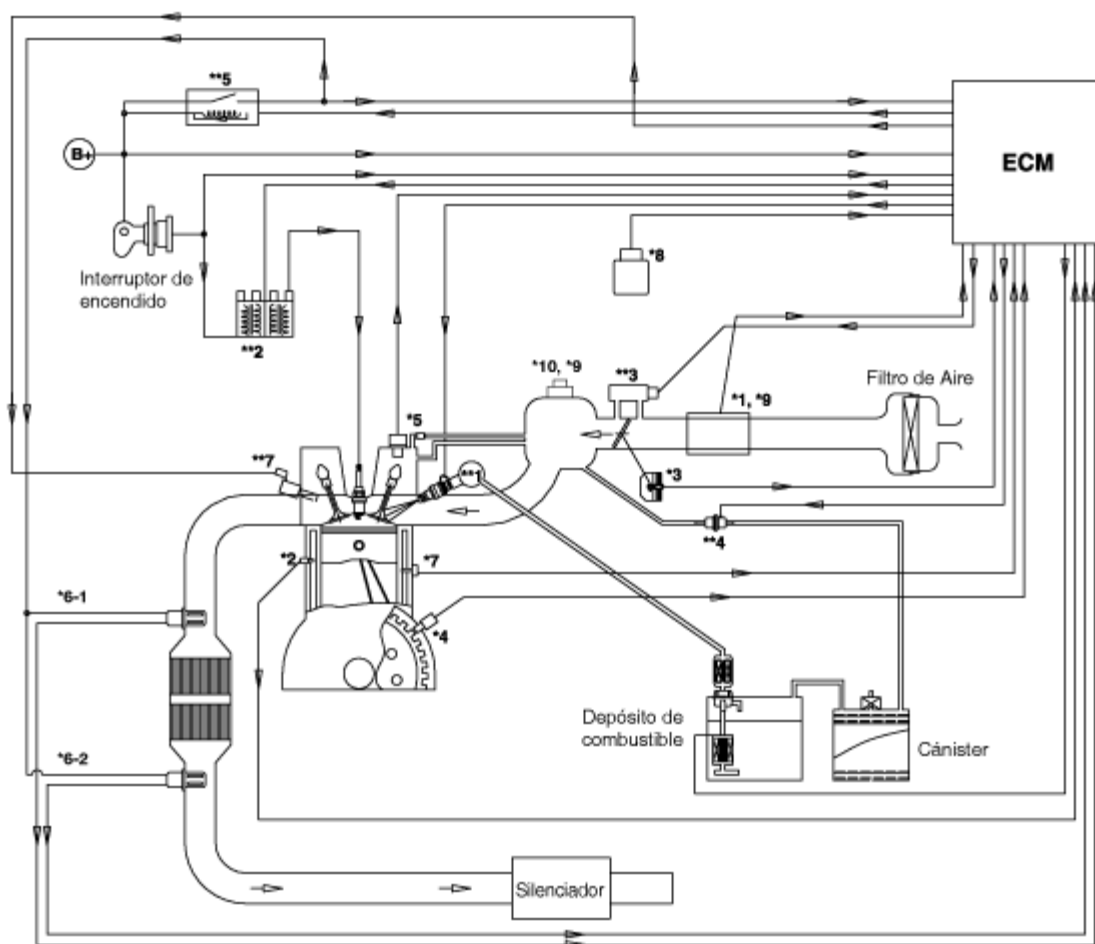 **5
B+
ECM
Interruptor de
encendido
*8
**2
*10, *9
**3
*1, *9
Filtro de Aire
*5
**7
**1
*3
**4
*2
*7
*6-1
*4
Depósito de
combustible
Cánister
*6-2
Silenciador